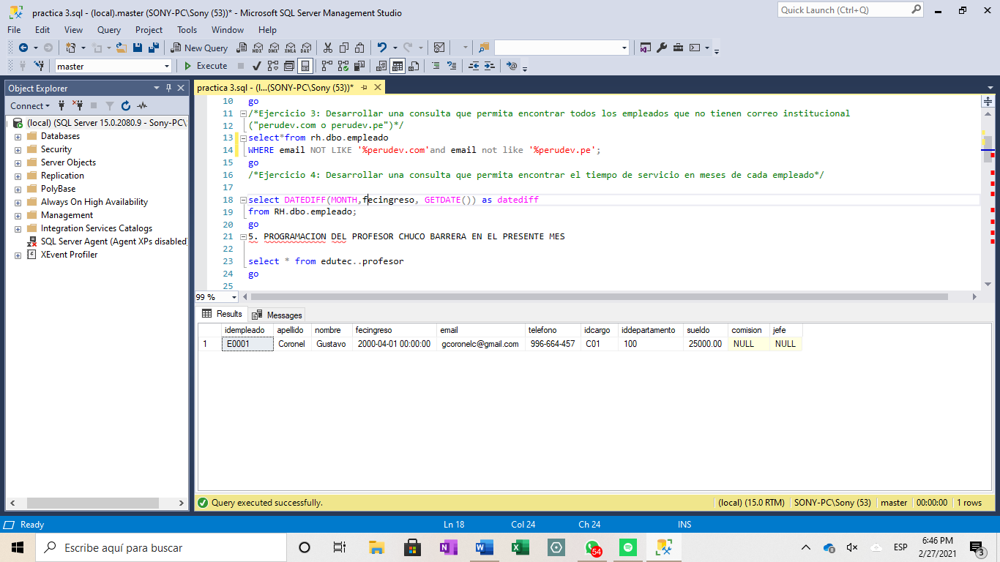 practica 3.sql - (local).master (SONY-PC\Sony (53))* - Microsoft SQL Server Management Studio
Quick Launch (Ctrl+Q)
File Edit View Query Project Tools Window Help
New Query
MDX DMX XMLA DAX
master
Execute
Object Explorer
Connect
(local) (SQL Server 15.0.2080.9 - Sony-PC\
Databases
Security
Server Objects
Replication
PolyBase
Always On High Availability
Management
Integration Services Catalogs
SQL Server Agent (Agent XPs disabled
XEvent Profiler
practica 3.sql - (l...(SONY-PC\Sony (53))*
10 go
11 /*Ejercicio 3: Desarrollar una consulta que permita encontrar todos los empleados que no tienen correo institucional
12 ("perudev.com o perudev.pe")*/
13 select*from rh.dbo.empleado
14 WHERE email NOT LIKE '%perudev.com'and email not like '%perudev.pe';
15 go
16 /*Ejercicio 4: Desarrollar una consulta que permita encontrar el tiempo de servicio en meses de cada empleado*/
17
18 select DATEDIFF(MONTH,fecingreso, GETDATE()) as datediff
19 from RH.dbo.empleado;
20 go
21 5. PROGRAMACION DEL PROFESOR CHUCO BARRERA EN EL PRESENTE MES
22
23 select * from edutec..profesor
24 go
25
99 %
Results Messages
idempleado apellido nombre fecingreso email telefono idcargo iddepartamento sueldo comision jefe
1 E0001 Coronel Gustavo 2000-04-01 00:00:00 gcoronelc@gmail.com 996-664-457 C01 100 25000.00 NULL NULL
Query executed successfully.
(local) (15.0 RTM) SONY-PC\Sony (53) master 00:00:00 1 rows
Ready
Ln 18 Col 24 Ch 24 INS
Escribe aquí para buscar
54
ESP
6:46 PM
2/27/2021
3